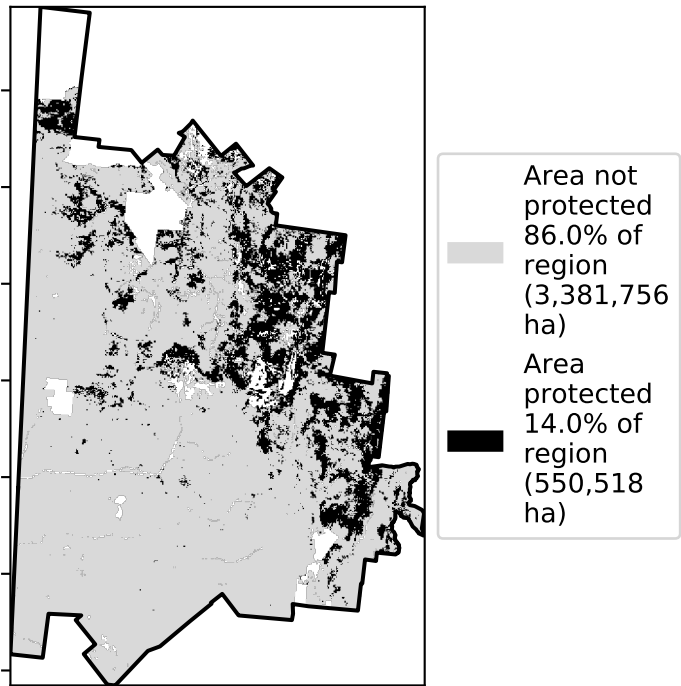 Area not
protected
86.0% of
region
(3,381,756
ha)
Area
protected
14.0% of
region
(550,518
ha)